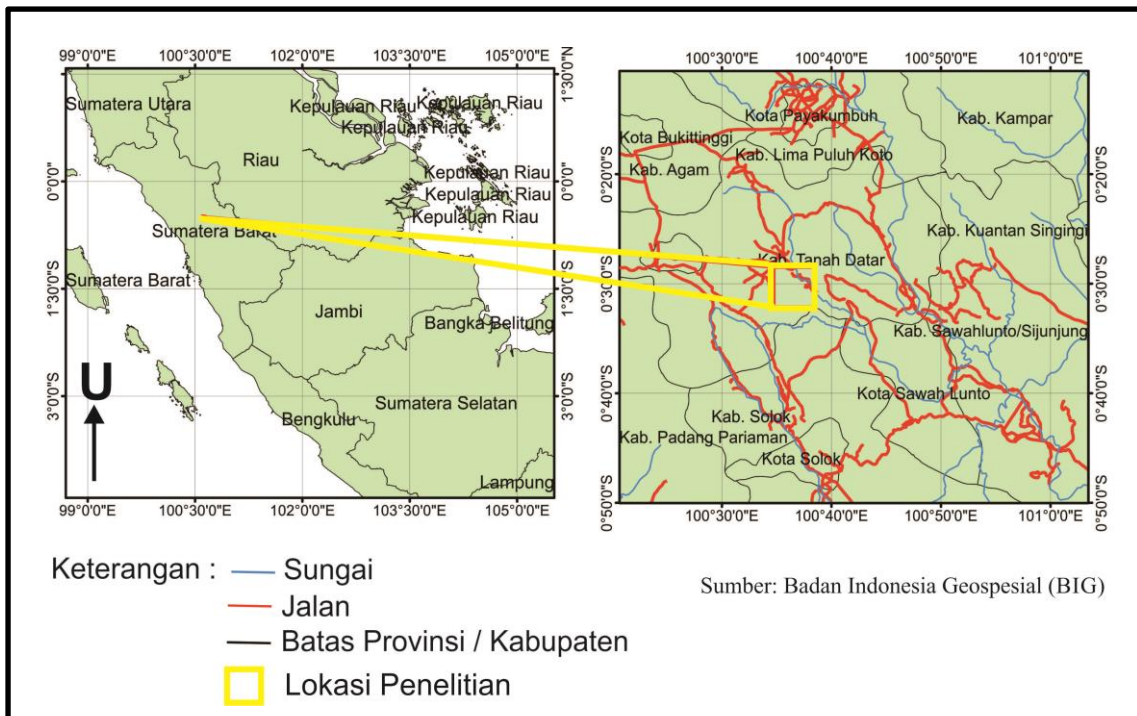 99°0'0"E 100°30'0"E 102°0'0"E 103°30'0"E 105°0'0"E
1°30'0"N
0°0'0"
1°30'0"S
3°0'0"S
Sumatera Utara
Kepulauan Riau
Kepulauan Riau
Kepulauan Riau
Riau
Kepulauan Riau
Kepulauan Riau
Kepulauan Riau
Sumatera Barat
Sumatera Barat
Jambi
Bangka Belitung
Sumatera Selatan
Bengkulu
Lampung
U
0°0'0"
1°30'0"S
3°0'0"S
99°0'0"E 100°30'0"E 102°0'0"E 103°30'0"E 105°0'0"E
100°30'0"E 100°40'0"E 100°50'0"E 101°0'0"E
0°20'0"S
0°30'0"S
0°40'0"S
0°50'0"S
Kota Payakumbuh
Kab. Kampar
Kota Bukittinggi
Kab. Lima Puluh Koto
Kab. Agam
Kab. Kuantan Singingi
Kab. Tanah Datar
Kab. Sawahlunto/Sijunjung
Kota Sawah Lunto
Kab. Solok
Kab. Padang Pariaman
Kota Solok
0°20'0"S
0°30'0"S
0°40'0"S
0°50'0"S
100°30'0"E 100°40'0"E 100°50'0"E 101°0'0"E
Keterangan : Sungai
Jalan
Batas Provinsi / Kabupaten
Lokasi Penelitian
Sumber: Badan Indonesia Geospesial (BIG)